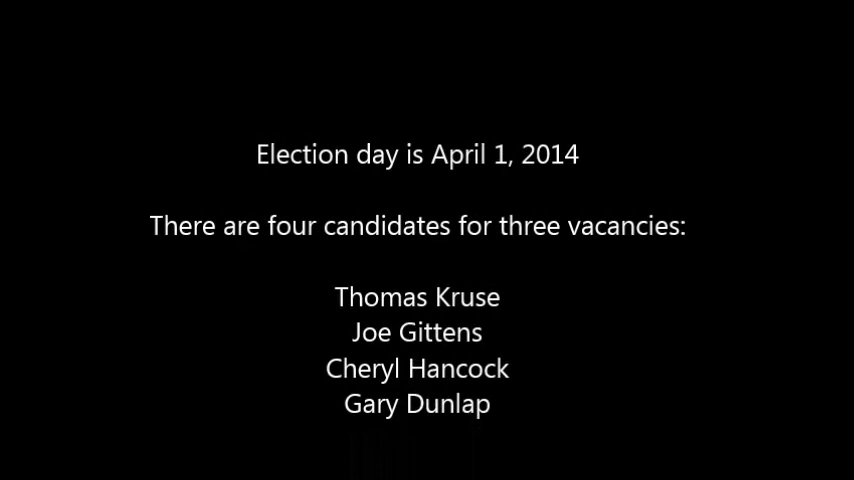 Election day is April 1, 2014
There are four candidates for three vacancies:
Thomas Kruse
Joe Gittens
Cheryl Hancock
Gary Dunlap